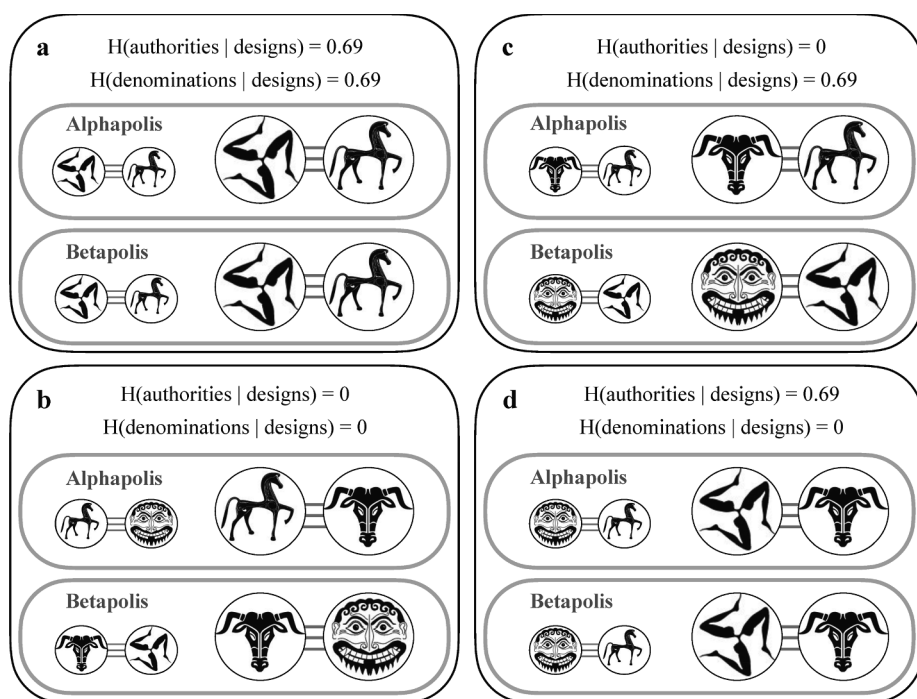 a
H(authorities | designs) = 0.69
H(denominations | designs) = 0.69
Alphapolis
Betapolis
c
H(authorities | designs) = 0
H(denominations | designs) = 0.69
Alphapolis
Betapolis
b
H(authorities | designs) = 0
H(denominations | designs) = 0
Alphapolis
Betapolis
d
H(authorities | designs) = 0.69
H(denominations | designs) = 0
Alphapolis
Betapolis